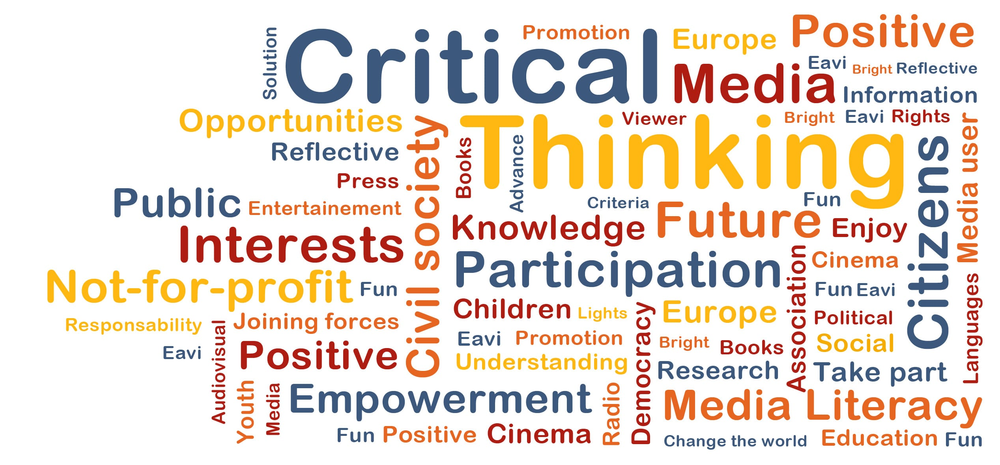 Solution
Critical
Promotion
Europe
Positive
Media
Eavi
Bright
Reflective
Information
Opportunities
Thinking
Viewer
Bright
Eavi
Rights
Reflective
Civil society
Books
Advance
Citizens
Media user
Press
Public
Entertainement
Criteria
Future
Fun
Interests
Knowledge
Enjoy
Participation
Association
Cinema
Not-for-profit
Fun
Fun
Eavi
Languages
Children
Lights
Democracy
Europe
Political
Responsability
Joining forces
Audiovisual
Eavi
Positive
Eavi
Promotion
Bright
Books
Social
Understanding
Research
Take part
Youth
Media
Empowerment
Radio
Media Literacy
Fun
Positive
Cinema
Change the world
Education
Fun